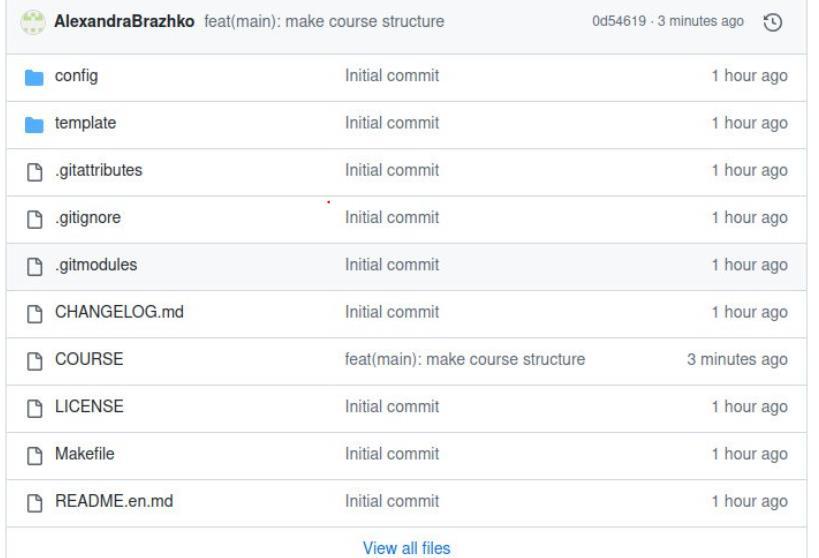 AlexandraBrazhko feat(main): make course structure 0d54619 · 3 minutes ago
config Initial commit 1 hour ago
template Initial commit 1 hour ago
.gitattributes Initial commit 1 hour ago
.gitignore Initial commit 1 hour ago
.gitmodules Initial commit 1 hour ago
CHANGELOG.md Initial commit 1 hour ago
COURSE feat(main): make course structure 3 minutes ago
LICENSE Initial commit 1 hour ago
Makefile Initial commit 1 hour ago
README.en.md Initial commit 1 hour ago
View all files